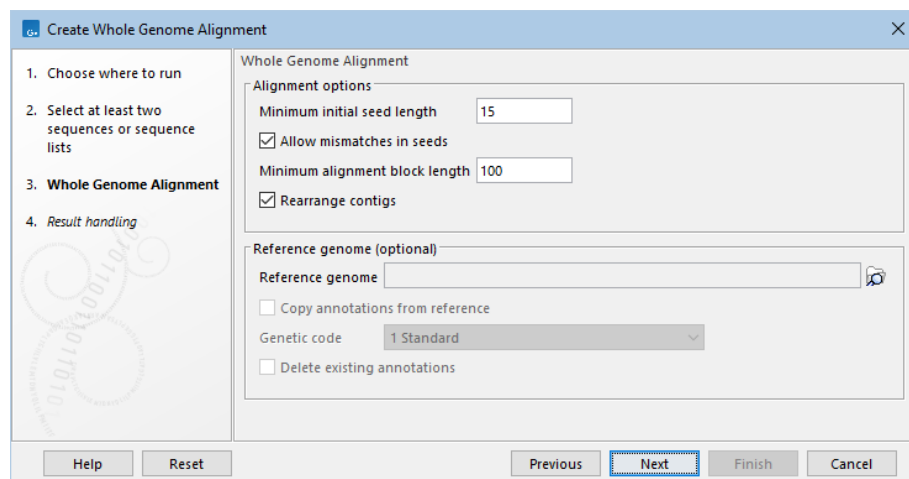 Create Whole Genome Alignment
1. Choose where to run
2. Select at least two
sequences or sequence
lists
3. Whole Genome Alignment
4. Result handling
Whole Genome Alignment
Alignment options
Minimum initial seed length 15
Allow mismatches in seeds
Minimum alignment block length 100
Rearrange contigs
Reference genome (optional)
Reference genome
Copy annotations from reference
Genetic code 1 Standard
Delete existing annotations
Help Reset Previous Next Finish Cancel